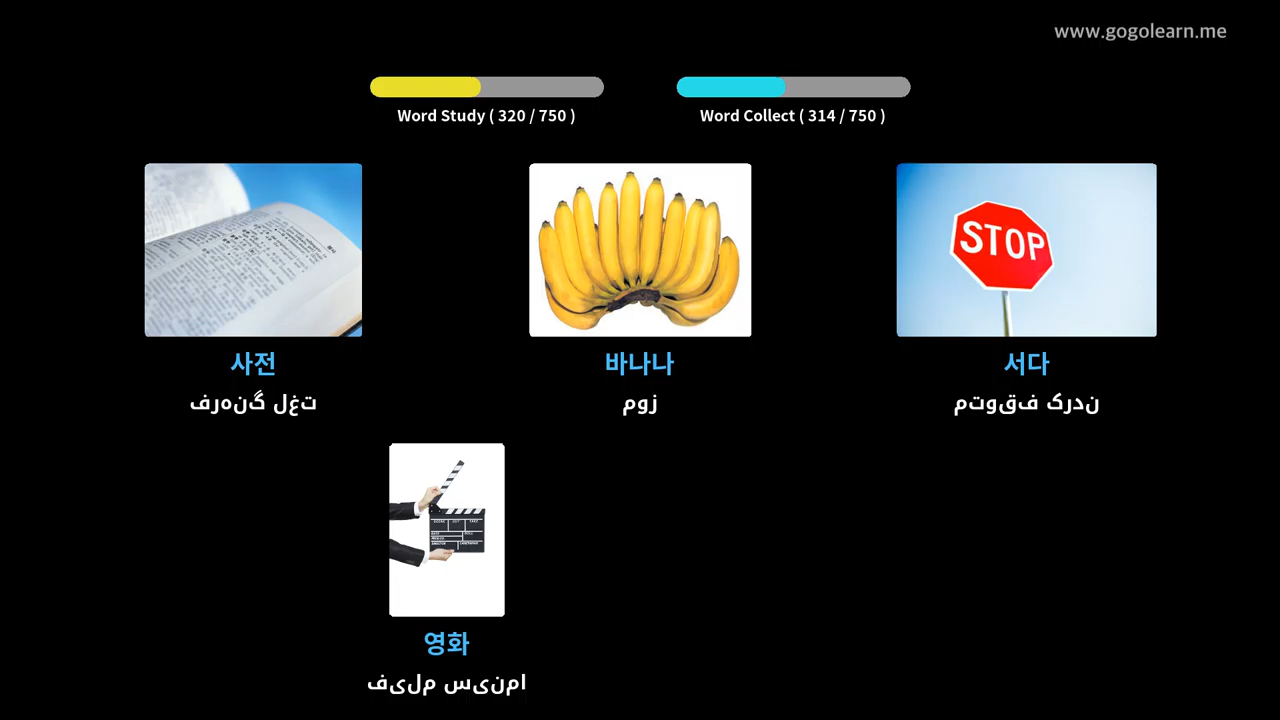 www.gogolearn.me
Word Study ( 320 / 750 )
Word Collect ( 314 / 750 )
STOP
사전
바나나
서다
فرهنگ لغت
موز
متوقف کردن
영화
فیلم سینما